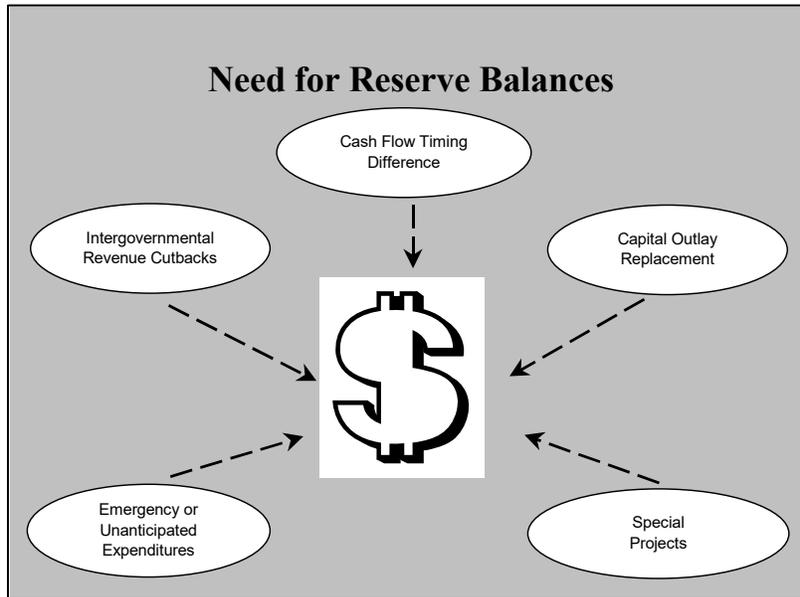 Need for Reserve Balances
Cash Flow Timing
Difference
Intergovernmental
Revenue Cutbacks
Capital Outlay
Replacement
$
Emergency or
Unanticipated
Expenditures
Special
Projects